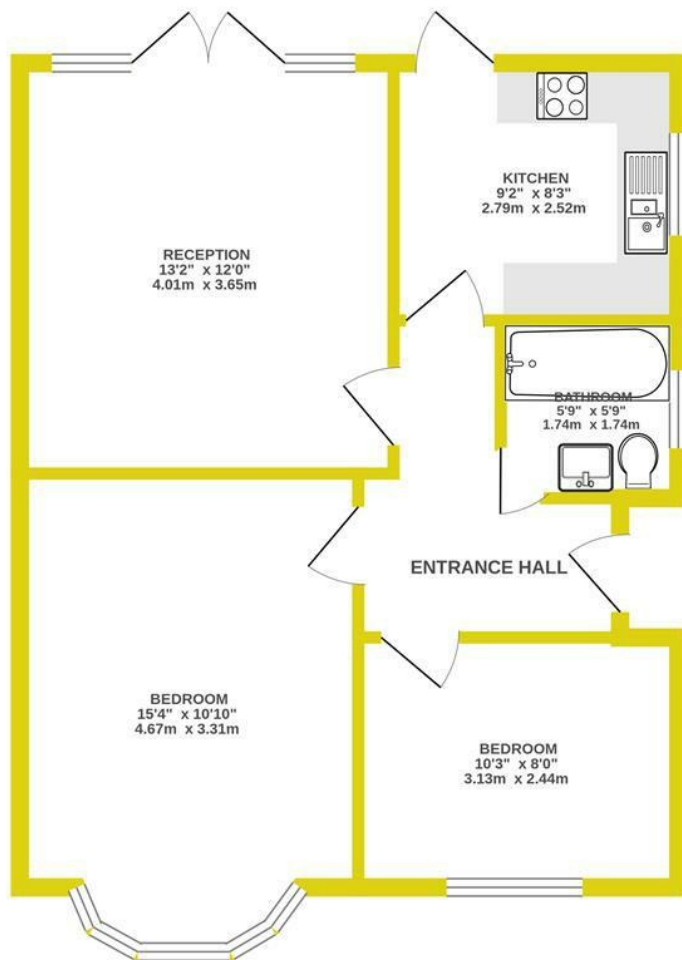 KITCHEN
9'2" x 8'3"
2.79m x 2.52m
RECEPTION
13'2" x 12'0"
4.01m x 3.65m
BATHROOM
5'9" x 5'9"
1.74m x 1.74m
ENTRANCE HALL
BEDROOM
15'4" x 10'10"
4.67m x 3.31m
BEDROOM
10'3" x 8'0"
3.13m x 2.44m